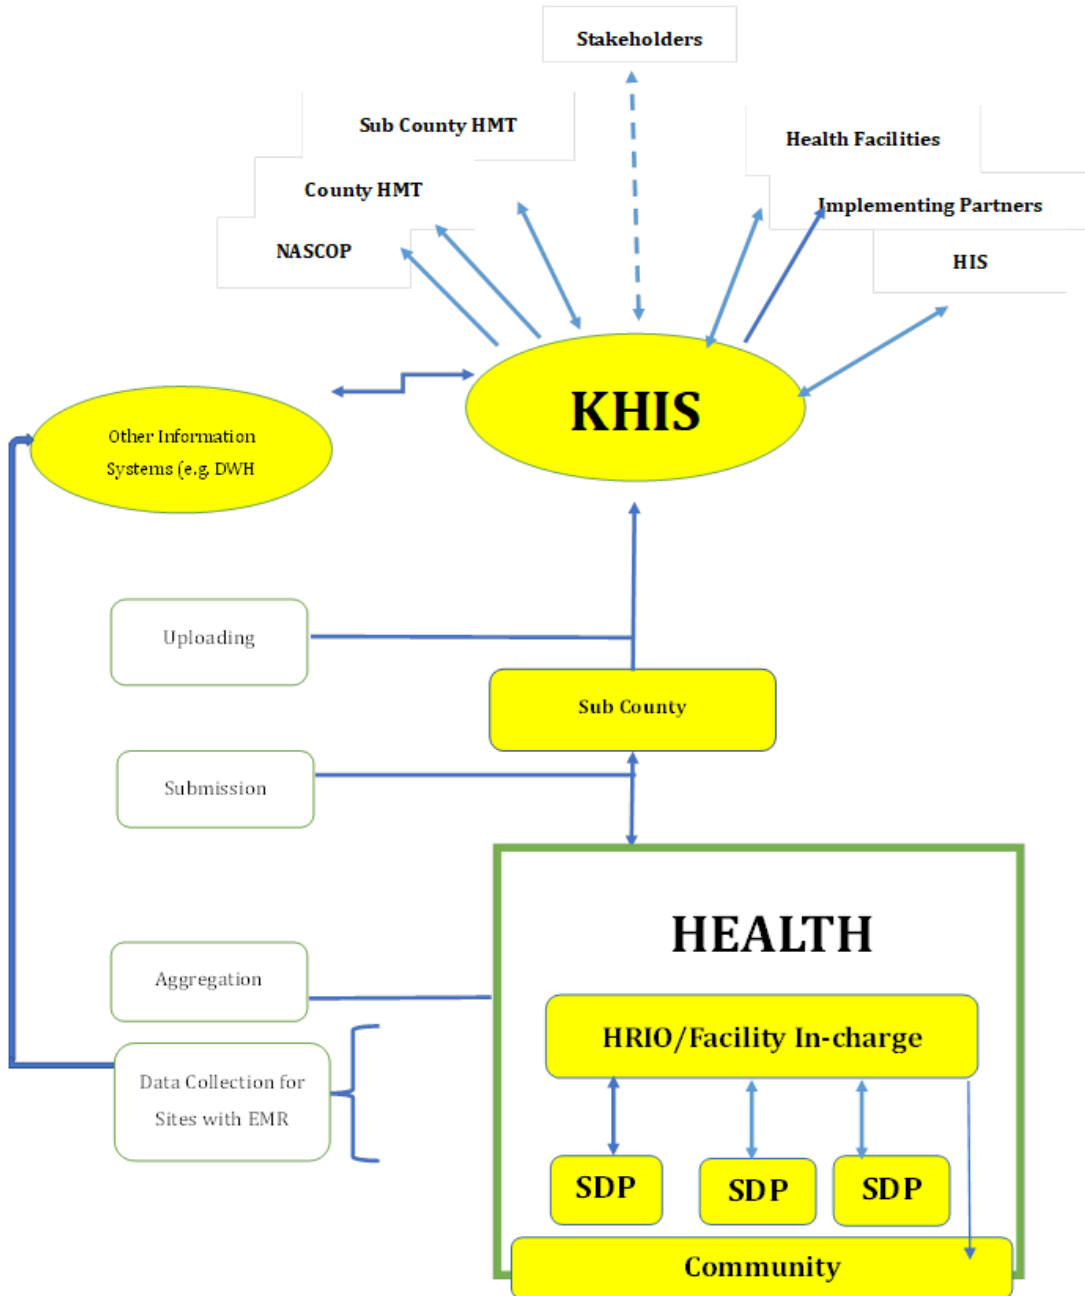 Stakeholders
Sub County HMT
Health Facilities
County HMT
Implementing Partners
NASCOP
HIS
KHIS
Other Information
Systems (e.g. DWH
Uploading
Sub County
Submission
HEALTH
Aggregation
HRIO/Facility In-charge
Data Collection for
Sites with EMR
SDP
SDP
SDP
Community